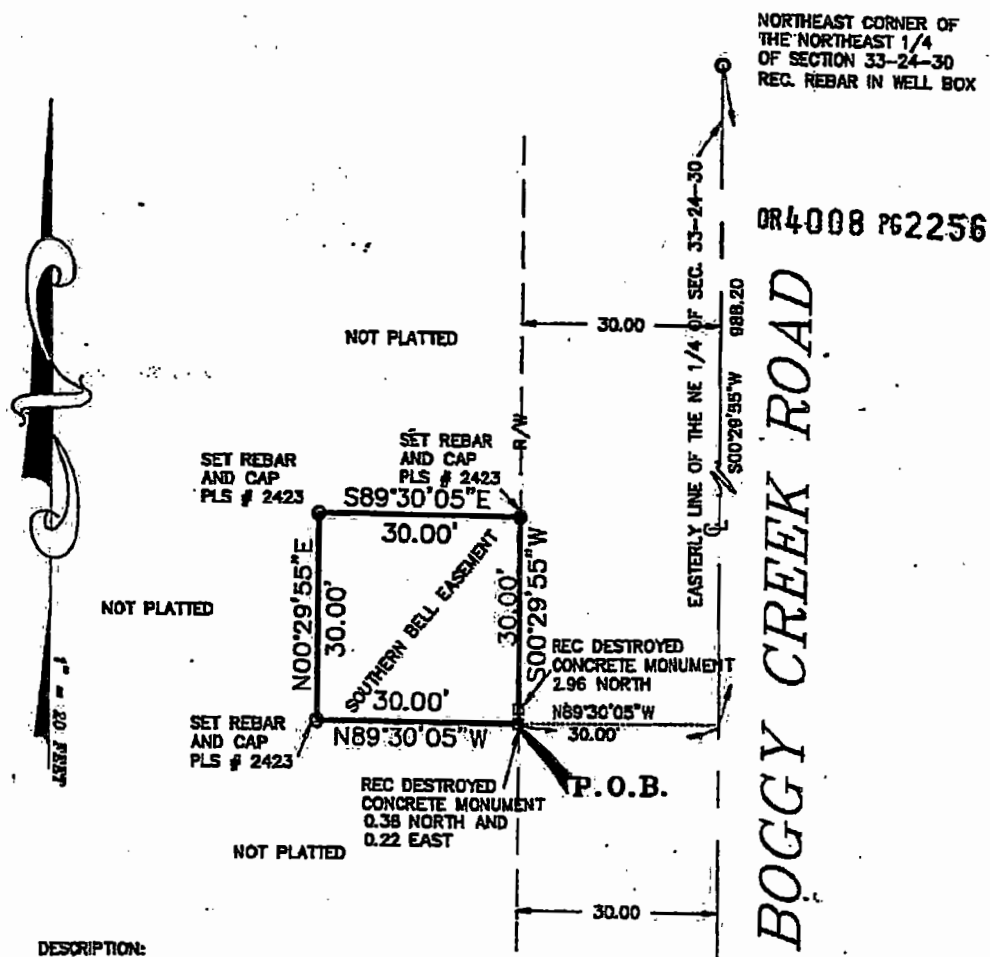 NORTHEAST CORNER OF
THE NORTHEAST 1/4
OF SECTION 33-24-30
REC. REBAR IN WELL BOX
OR4008 PG2256
EASTERLY LINE OF THE NE 1/4 OF SEC. 33-24-30
S00°29'55"W 988.20
30.00
NOT PLATTED
R/W
BOGGY CREEK ROAD
SET REBAR
AND CAP
PLS # 2423
SET REBAR
AND CAP
PLS # 2423
S89°30'05"E
30.00'
N00°29'55"E
30.00'
SOUTHERN BELL EASEMENT
30.00'
S00°29'55"W
NOT PLATTED
REC DESTROYED
CONCRETE MONUMENT
2.96 NORTH
N89°30'05"W
30.00'
30.00'
N89°30'05"W
SET REBAR
AND CAP
PLS # 2423
1" = 20 FEET
P.O.B.
REC DESTROYED
CONCRETE MONUMENT
0.38 NORTH AND
0.22 EAST
NOT PLATTED
30.00
DESCRIPTION: